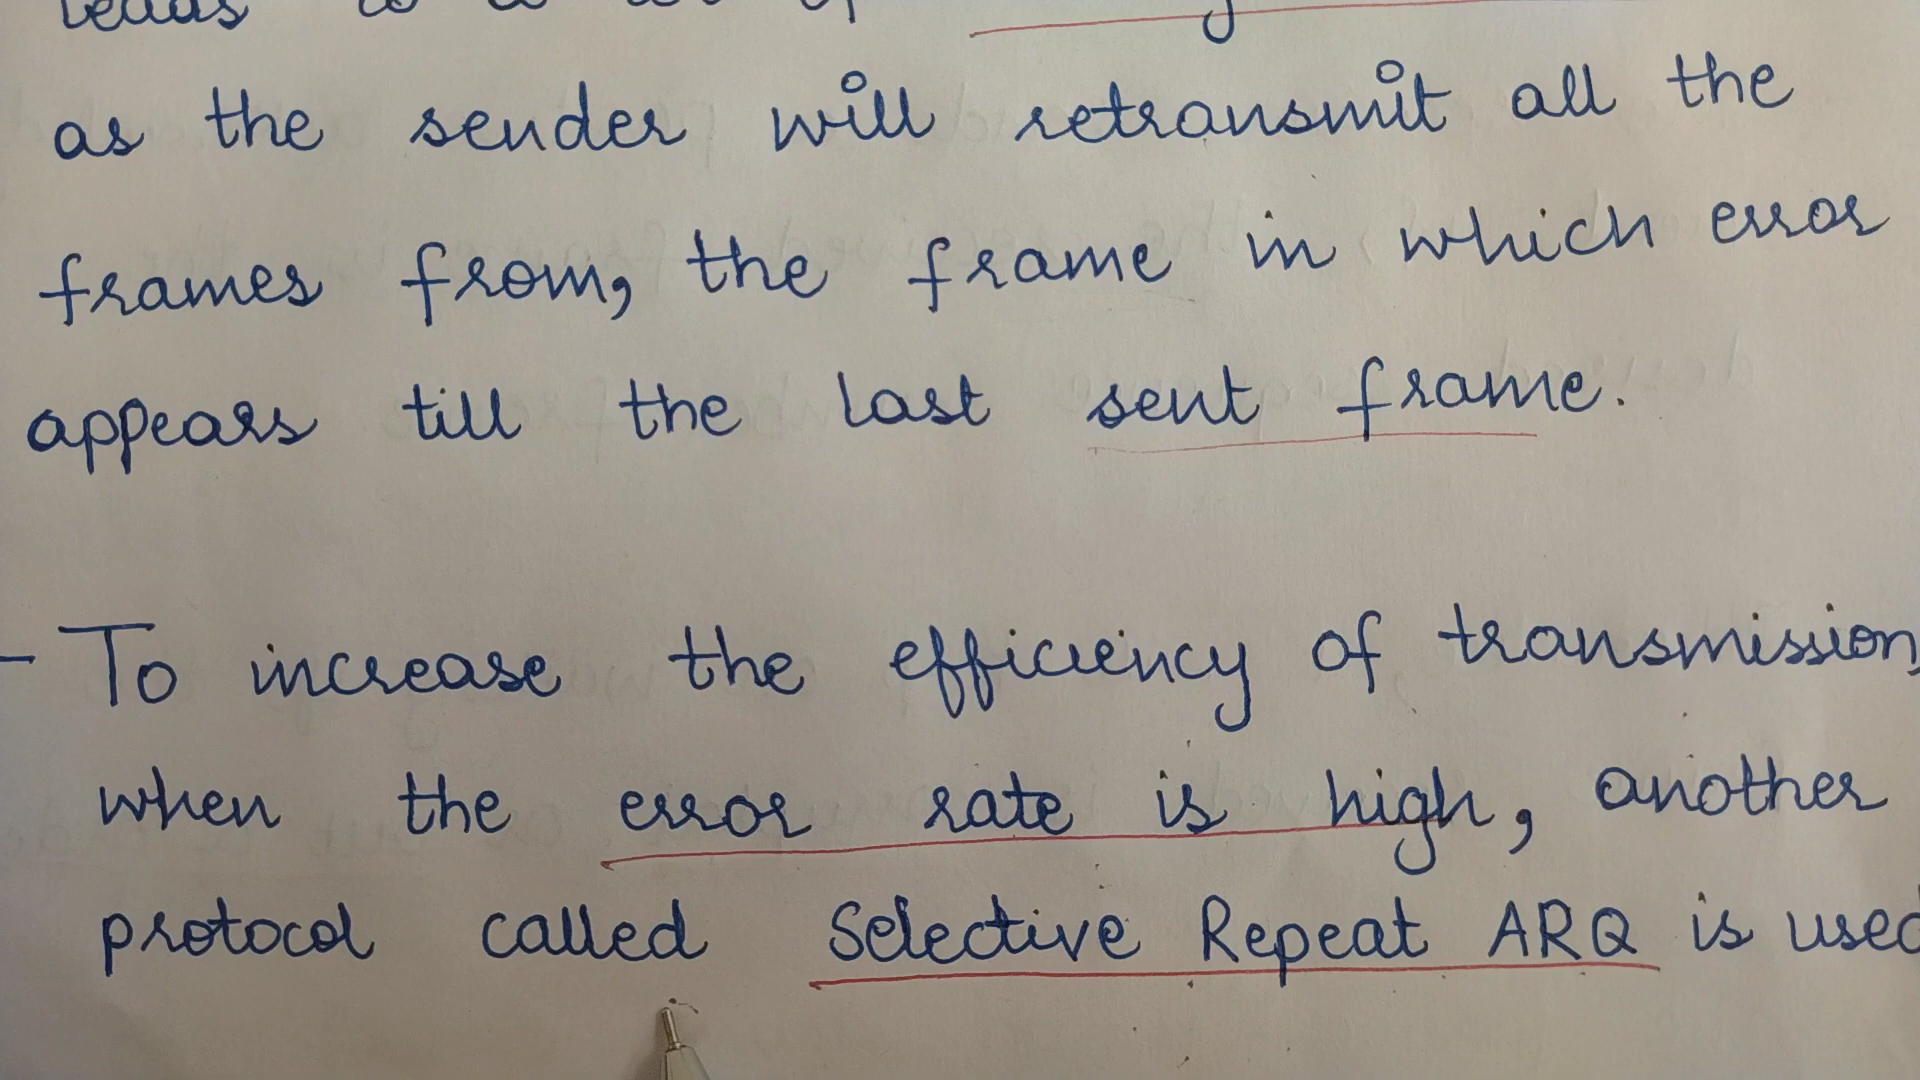 as the sender will retransmit all the
frames from, the frame in which error
appears till the last sent frame.
- To increase the efficiency of transmission,
when the error rate is high, another
protocol called Selective Repeat ARQ is used